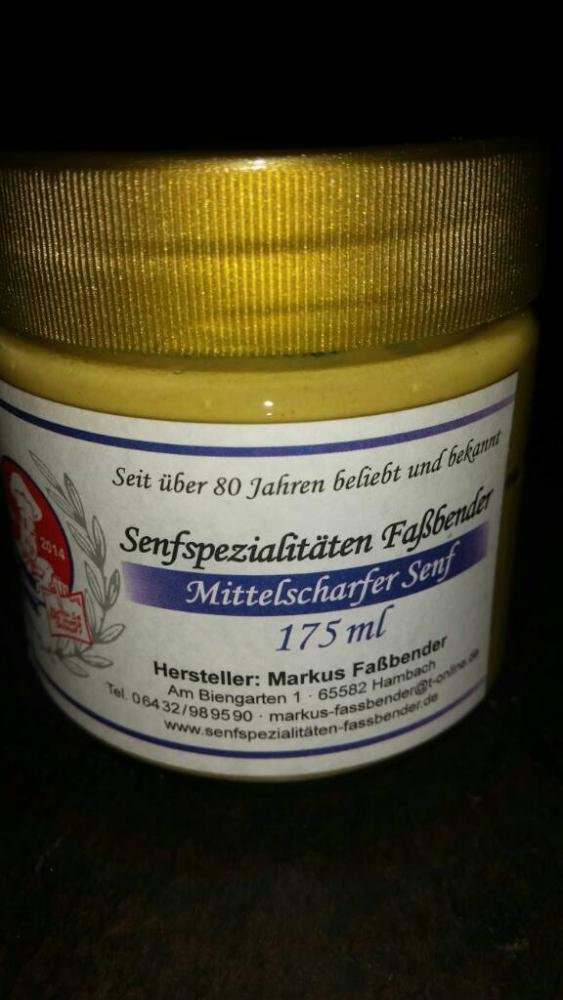 Seit über 80 Jahren beliebt und bekannt
Senfspezialitäten Faßbender
Mittelscharfer Senf
175 ml
Hersteller: Markus Faßbender
Am Biengarten 1 · 65582 Hambach
Tel. 06432/989590 · markus-fassbender@t-online.de
www.senfspezialitäten-fassbender.de
2014